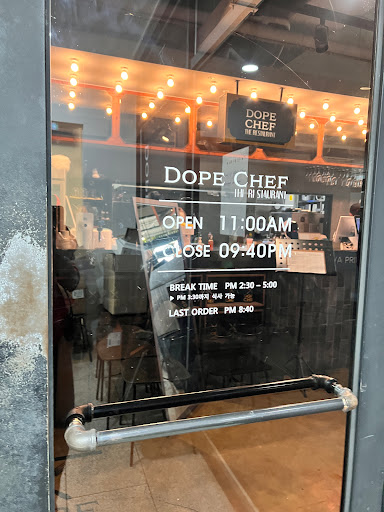 DOPE
CHEF
THE RESTAURANT
DOPE CHEF
THE RESTAURANT
OPEN 11:00AM
CLOSE 09:40PM
BREAK TIME PM 2:30 – 5:00
▶ PM 3:30까지 식사 가능
LAST ORDER PM 8:40